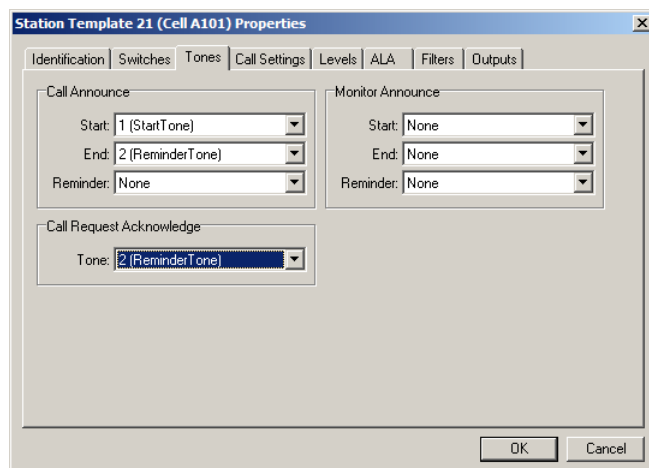 Station Template 21 (Cell A101) Properties
Identification Switches Tones Call Settings Levels ALA Filters Outputs
Call Announce
Start: 1 (StartTone)
End: 2 (ReminderTone)
Reminder: None
Monitor Announce
Start: None
End: None
Reminder: None
Call Request Acknowledge
Tone: 2 (ReminderTone)
OK Cancel